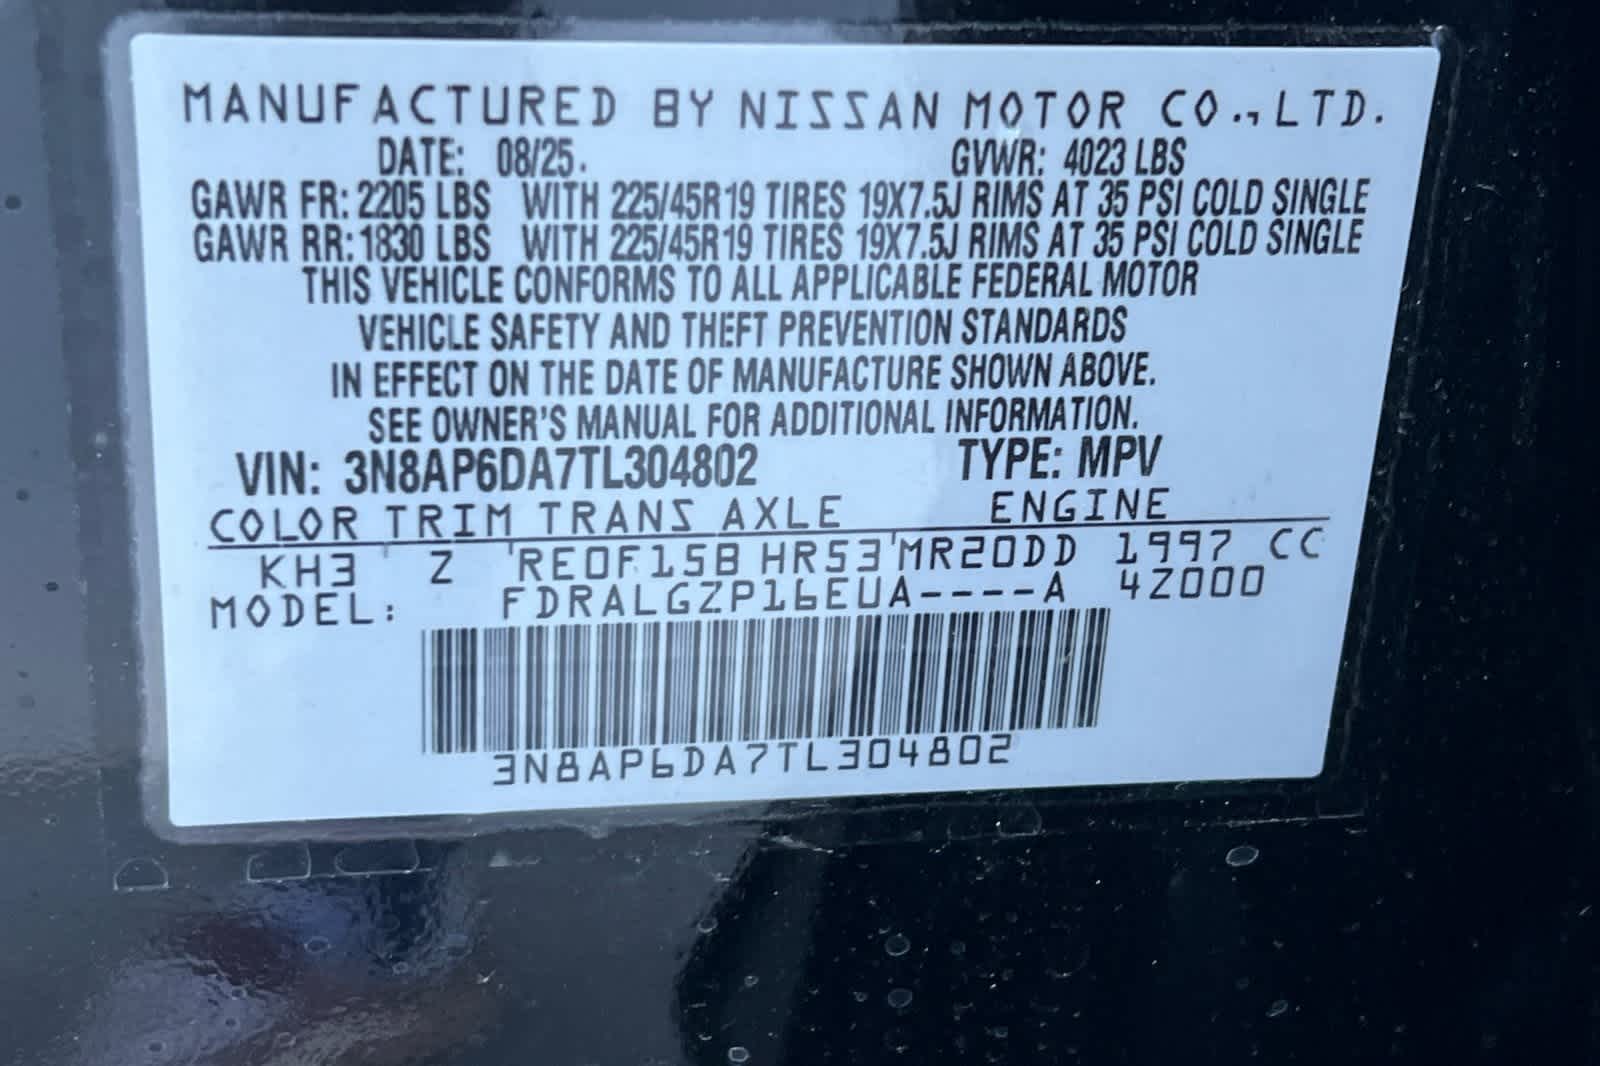 MANUFACTURED BY NISSAN MOTOR CO., LTD.
DATE: 08/25. GVWR: 4023 LBS
GAWR FR: 2205 LBS WITH 225/45R19 TIRES 19X7.5J RIMS AT 35 PSI COLD SINGLE
GAWR RR: 1830 LBS WITH 225/45R19 TIRES 19X7.5J RIMS AT 35 PSI COLD SINGLE
THIS VEHICLE CONFORMS TO ALL APPLICABLE FEDERAL MOTOR
VEHICLE SAFETY AND THEFT PREVENTION STANDARDS
IN EFFECT ON THE DATE OF MANUFACTURE SHOWN ABOVE.
SEE OWNER'S MANUAL FOR ADDITIONAL INFORMATION.
VIN: 3N8AP6DA7TL304802 TYPE: MPV
COLOR TRIM TRANS AXLE ENGINE
KH3 Z RE0F15B HR53 MR20DD 1997 CC
MODEL: FDRALGZP16EUA----A 4Z000
3N8AP6DA7TL304802